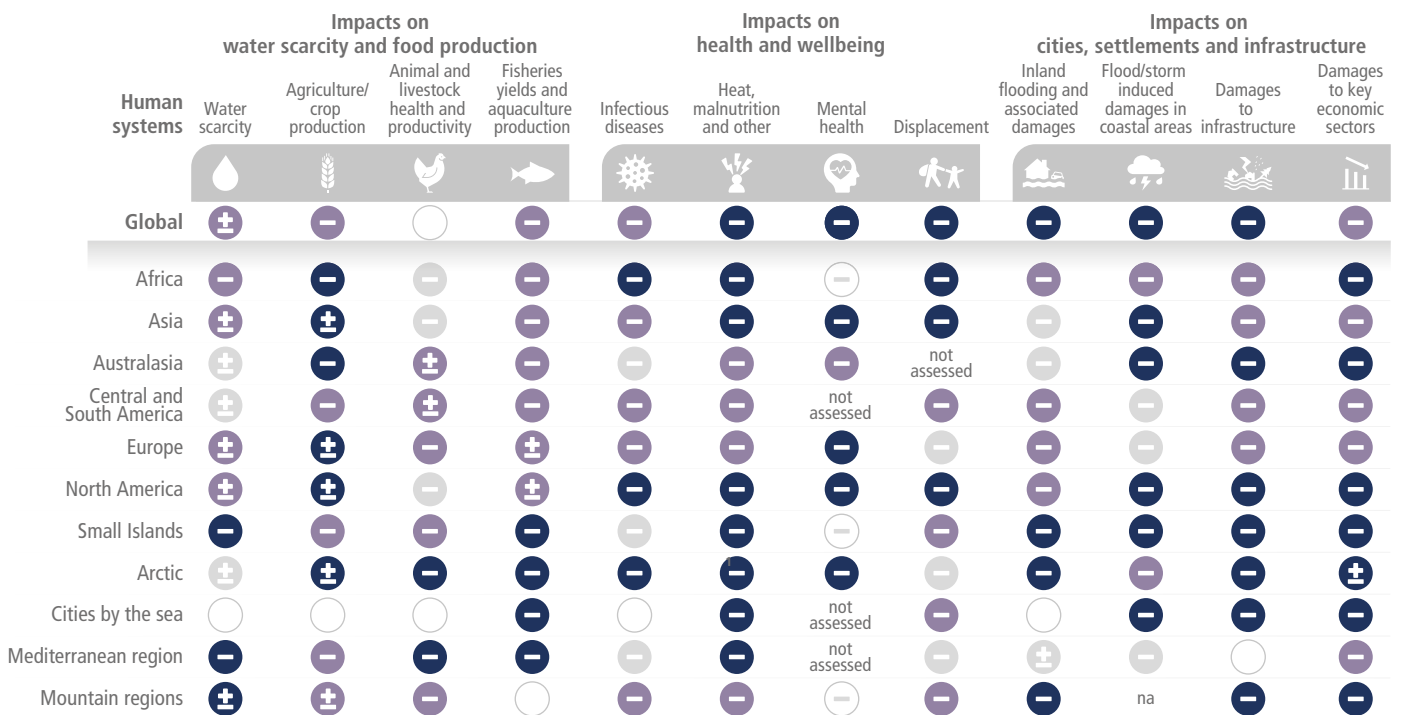 Impacts on
water scarcity and food production
Impacts on
health and wellbeing
Impacts on
cities, settlements and infrastructure
Human
systems
Water
scarcity
Agriculture/
crop
production
Animal and
livestock
health and
productivity
Fisheries
yields and
aquaculture
production
Infectious
diseases
Heat,
malnutrition
and other
Mental
health
Displacement
Inland
flooding and
associated
damages
Flood/storm
induced
damages in
coastal areas
Damages
to
infrastructure
Damages
to key
economic
sectors
Global
± − − − − − − − − − −
Africa
− − − − − − − − − − − −
Asia
± ± − − − − − − − − − −
Australasia
± − ± − − − − not
assessed
− − − −
Central and
South America
± − ± − − − not
assessed
− − − − −
Europe
± ± − ± − − − − − − − −
North America
± ± − ± − − − − − − − −
Small Islands
− − − − − − − − − − − −
Arctic
± ± − − − − − − − − − ±
Cities by the sea
− − not
assessed
− − − −
Mediterranean region
− − − − − − not
assessed
− ± − −
Mountain regions
± ± − − − − − − na − −